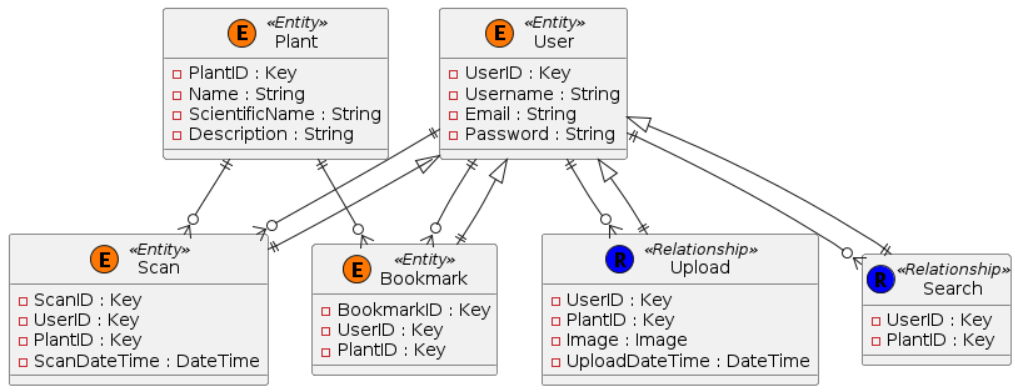 E «Entity»
Plant
PlantID : Key
Name : String
ScientificName : String
Description : String
E «Entity»
User
UserID : Key
Username : String
Email : String
Password : String
E «Entity»
Scan
ScanID : Key
UserID : Key
PlantID : Key
ScanDateTime : DateTime
E «Entity»
Bookmark
BookmarkID : Key
UserID : Key
PlantID : Key
R «Relationship»
Upload
UserID : Key
PlantID : Key
Image : Image
UploadDateTime : DateTime
R «Relationship»
Search
UserID : Key
PlantID : Key